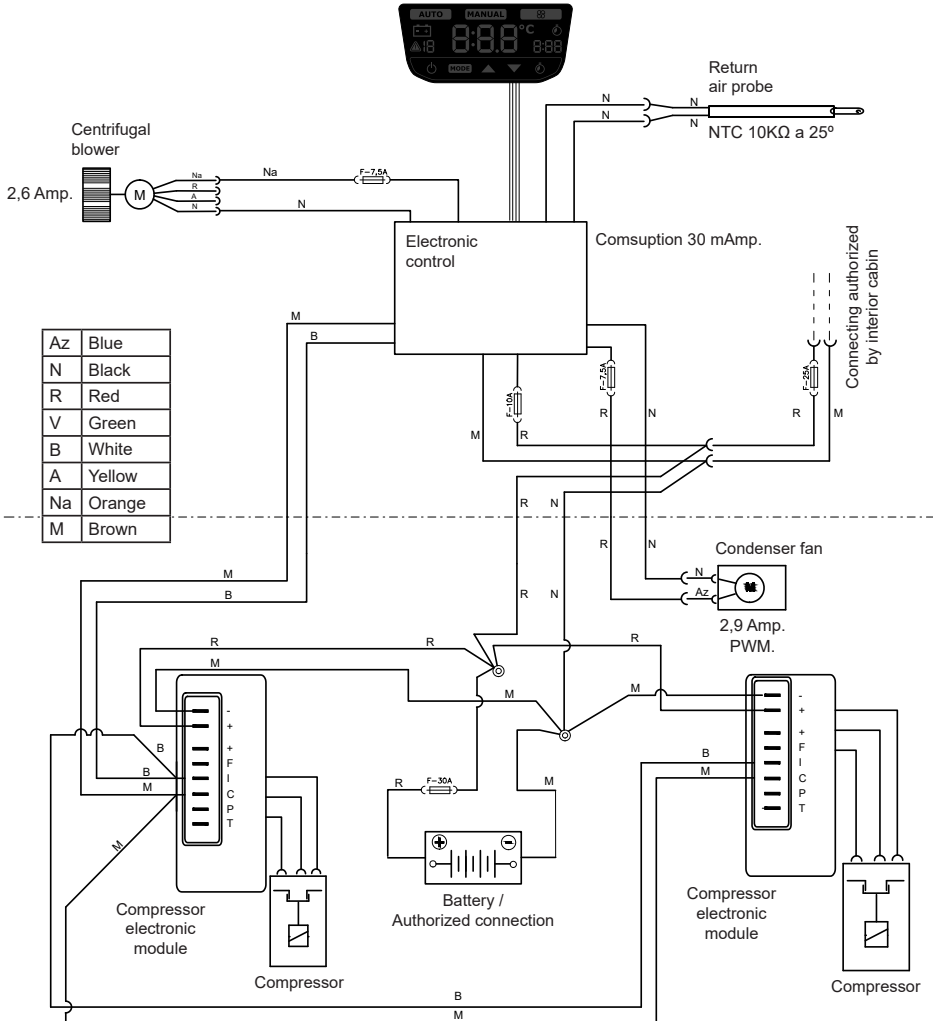 AUTO
MANUAL
18
8:8.8 °C
8:88
MODE
Return
air probe
N
N
N
N
NTC 10KΩ a 25º
Centrifugal
blower
2,6 Amp.
M
Na
R
A
N
Na
F-7,5A
N
Electronic
control
Comsuption 30 mAmp.
Connecting authorized
by interior cabin
M
B
Az Blue
N Black
R Red
V Green
B White
A Yellow
Na Orange
M Brown
F-10A
F-7,5A
F-25A
R
N
R
M
M
R
R
N
R
N
M
B
R
N
Condenser fan
N
Az
M
2,9 Amp.
PWM.
R
R
R
M
M
M
-
+
+
F
I
C
P
T
B
B
M
M
-
+
+
F
I
C
P
T
B
M
R
F-30A
M
+
-
Battery /
Authorized connection
Compressor
electronic
module
Compressor
Compressor
electronic
module
Compressor
B
M